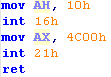 mov AH, 10h
int 16h
mov AX, 4C00h
int 21h
ret